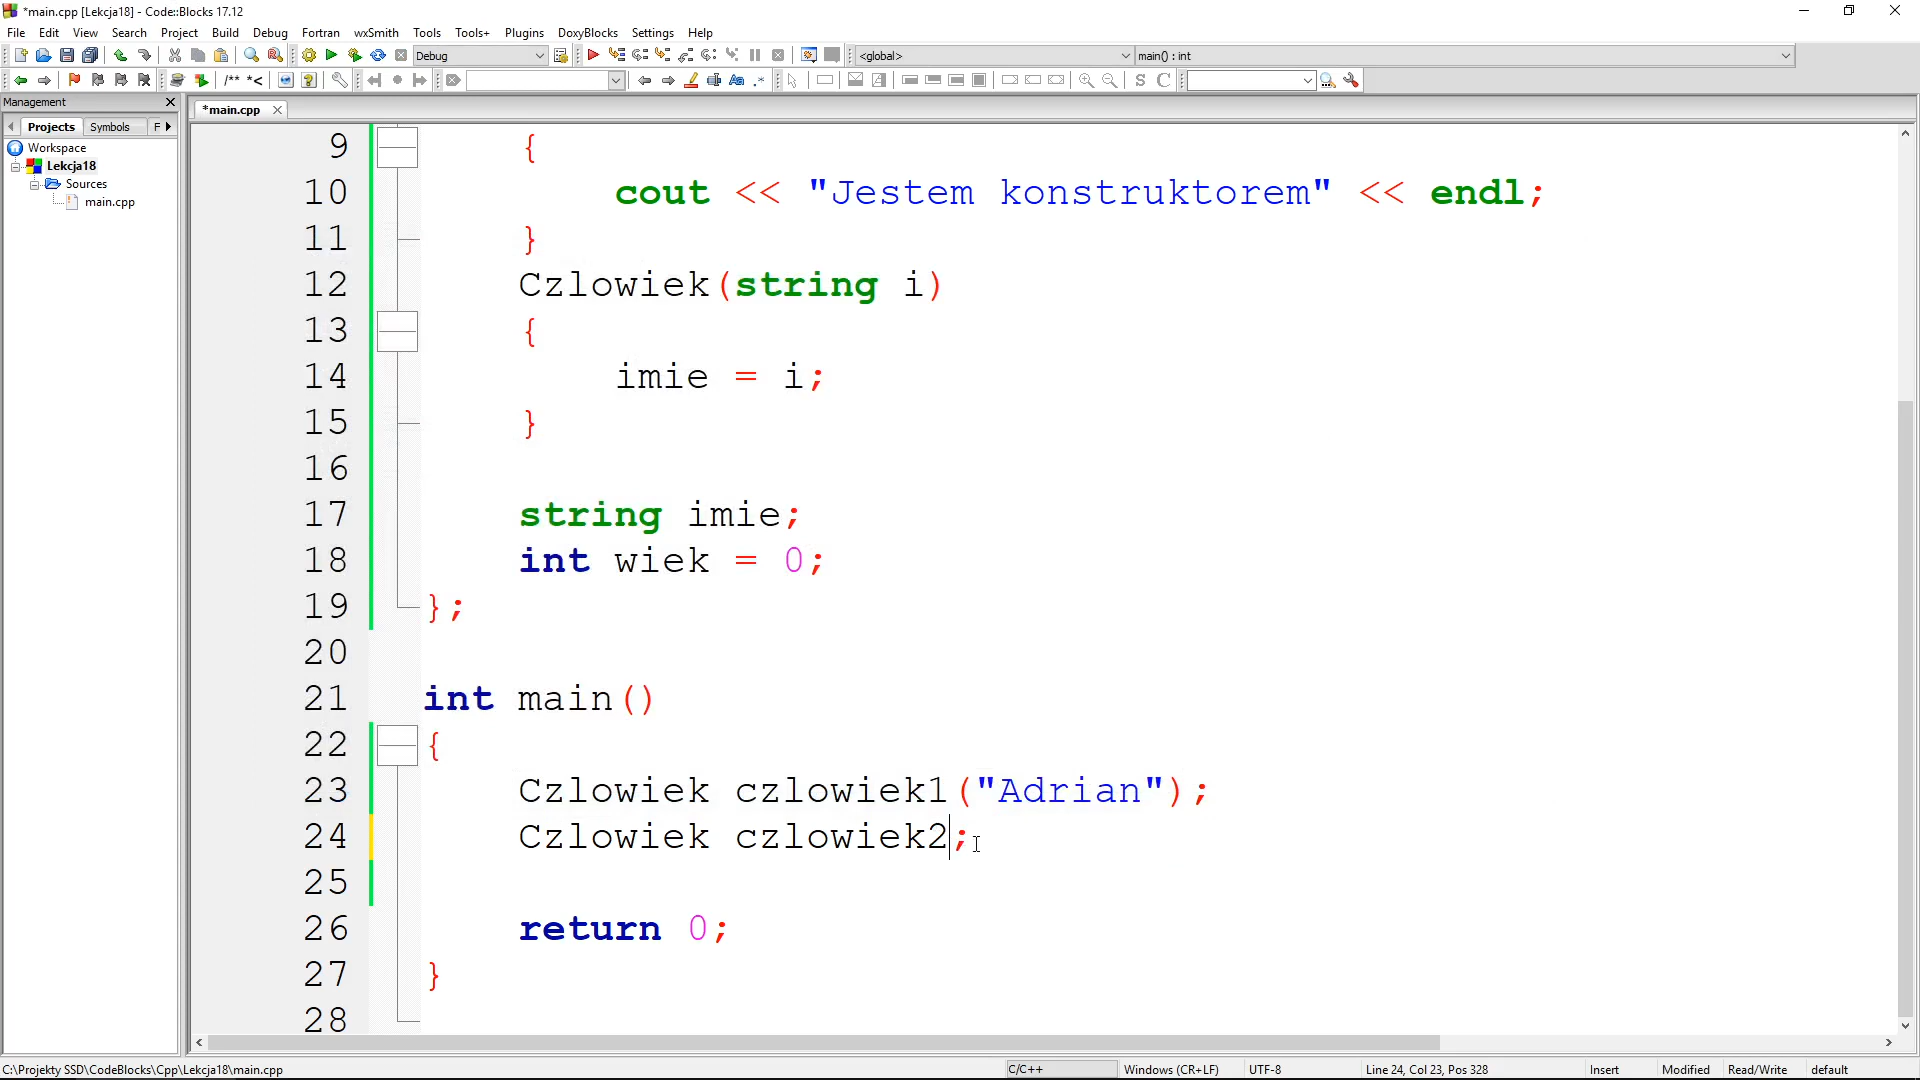 *main.cpp [Lekcja18] - Code::Blocks 17.12
File Edit View Search Project Build Debug Fortran wxSmith Tools Tools+ Plugins DoxyBlocks Settings Help
Debug <global> main() : int
/** *<
Management
Projects Symbols F
*main.cpp
Workspace
Lekcja18
Sources
main.cpp
9 {
10 cout << "Jestem konstruktorem" << endl;
11 }
12 Czlowiek(string i)
13 {
14 imie = i;
15 }
16
17 string imie;
18 int wiek = 0;
19 };
20
21 int main()
22 {
23 Czlowiek czlowiek1("Adrian");
24 Czlowiek czlowiek2;
25
26 return 0;
27 }
28
C:\Projekty SSD\CodeBlocks\Cpp\Lekcja18\main.cpp C/C++ Windows (CR+LF) UTF-8 Line 24, Col 23, Pos 328 Insert Modified Read/Write default